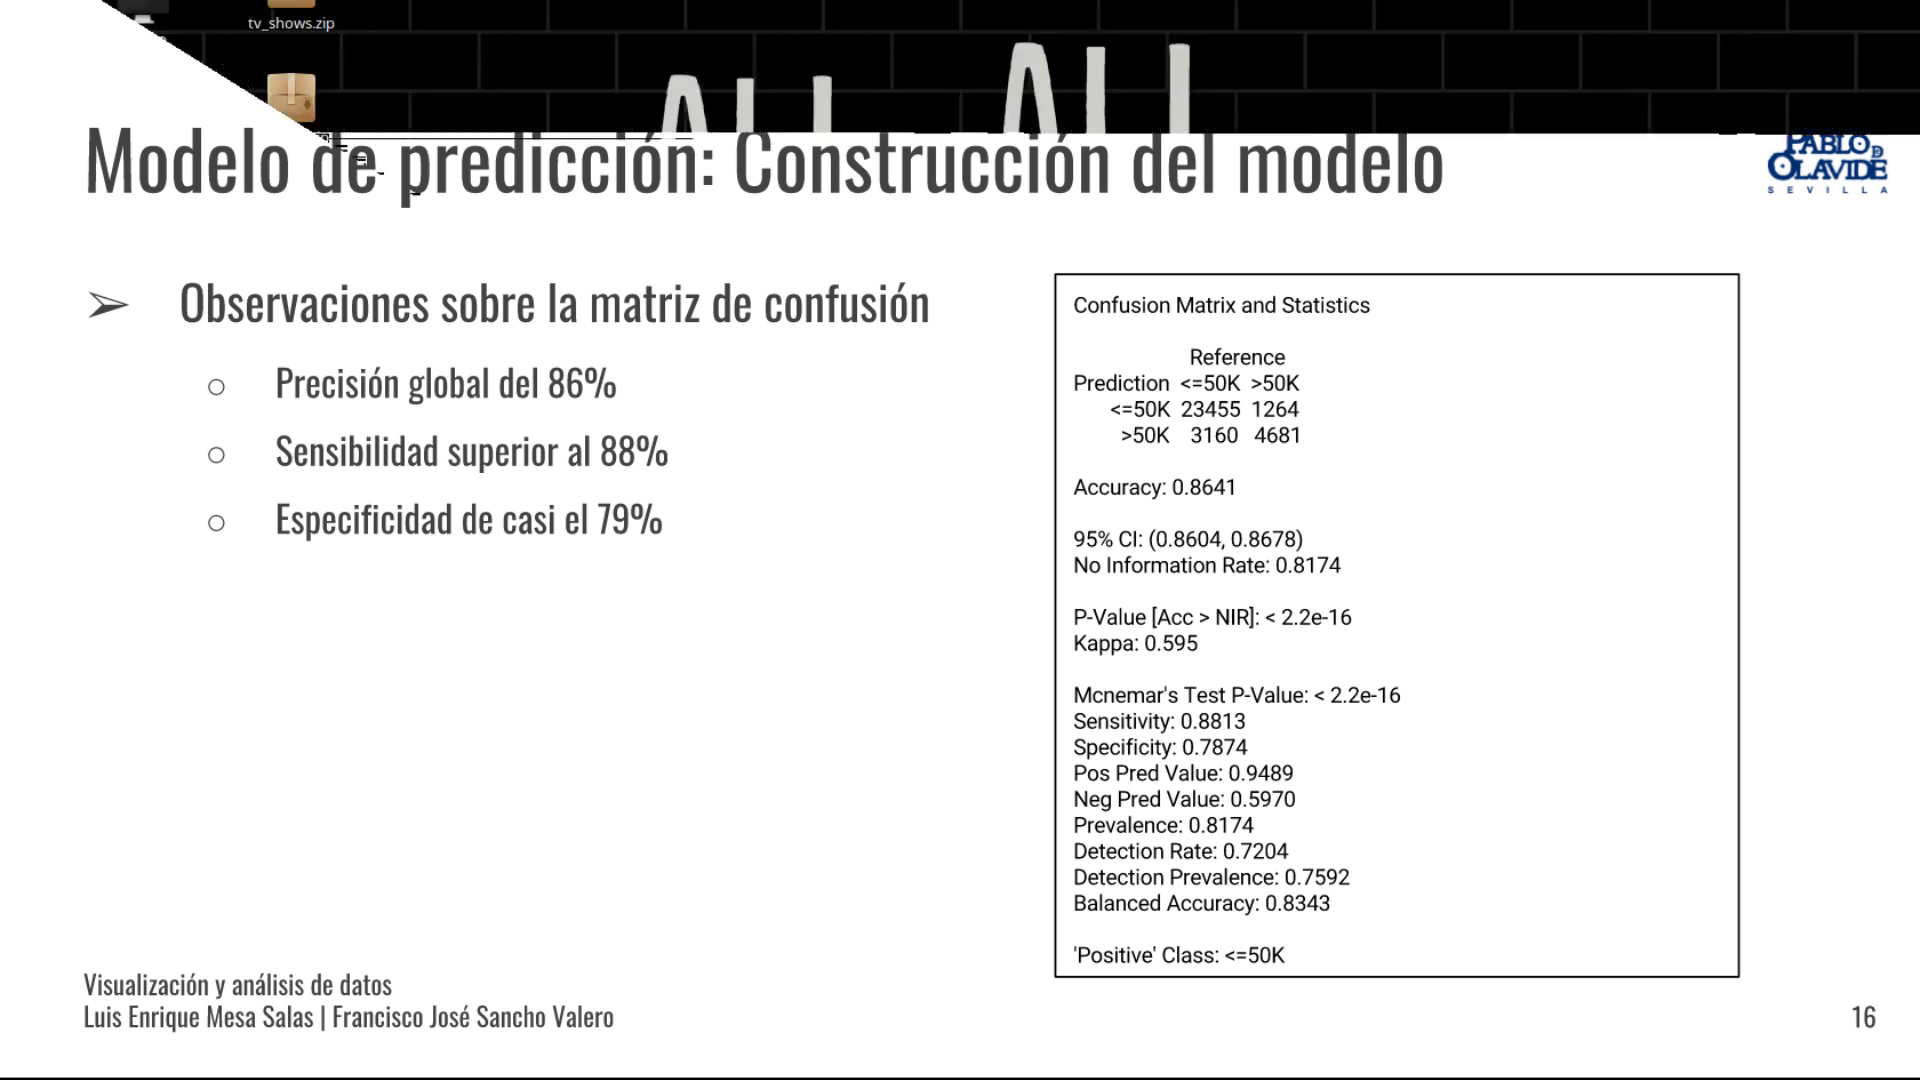 tv_shows.zip
Modelo de predicción: Construcción del modelo
PABLO DE
OLAVIDE
SEVILLA
➢ Observaciones sobre la matriz de confusión
○ Precisión global del 86%
○ Sensibilidad superior al 88%
○ Especificidad de casi el 79%
Confusion Matrix and Statistics
Reference
Prediction <=50K >50K
<=50K 23455 1264
>50K 3160 4681
Accuracy: 0.8641
95% CI: (0.8604, 0.8678)
No Information Rate: 0.8174
P-Value [Acc > NIR]: < 2.2e-16
Kappa: 0.595
Mcnemar's Test P-Value: < 2.2e-16
Sensitivity: 0.8813
Specificity: 0.7874
Pos Pred Value: 0.9489
Neg Pred Value: 0.5970
Prevalence: 0.8174
Detection Rate: 0.7204
Detection Prevalence: 0.7592
Balanced Accuracy: 0.8343
'Positive' Class: <=50K
Visualización y análisis de datos
Luis Enrique Mesa Salas | Francisco José Sancho Valero
16